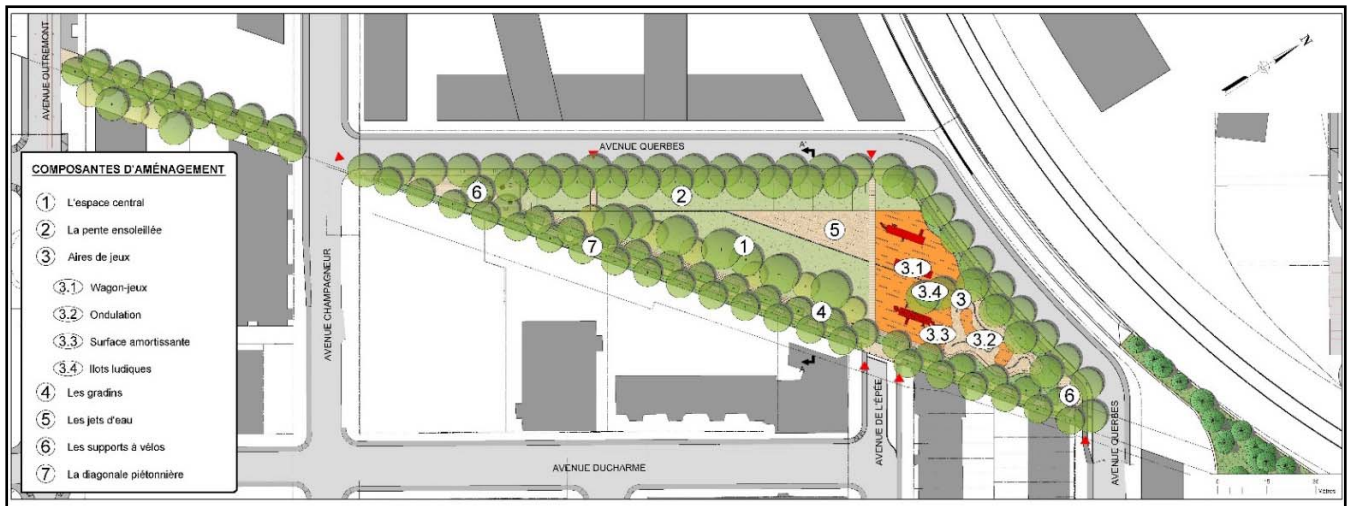 AVENUE OUTREMONT
N
AVENUE QUERBES
A'
COMPOSANTES D'AMÉNAGEMENT
1 L'espace central
2 La pente ensoleillée
3 Aires de jeux
3.1 Wagon-jeux
3.2 Ondulation
3.3 Surface amortissante
3.4 Ilots ludiques
4 Les gradins
5 Les jets d'eau
6 Les supports à vélos
7 La diagonale piétonnière
6
2
7
1
5
3.1
3.4
3
4
3.3
3.2
A
6
AVENUE CHAMPAGNEUR
AVENUE DE L'ÉPÉE
AVENUE QUERBES
AVENUE DUCHARME
0
15
30
Mètres